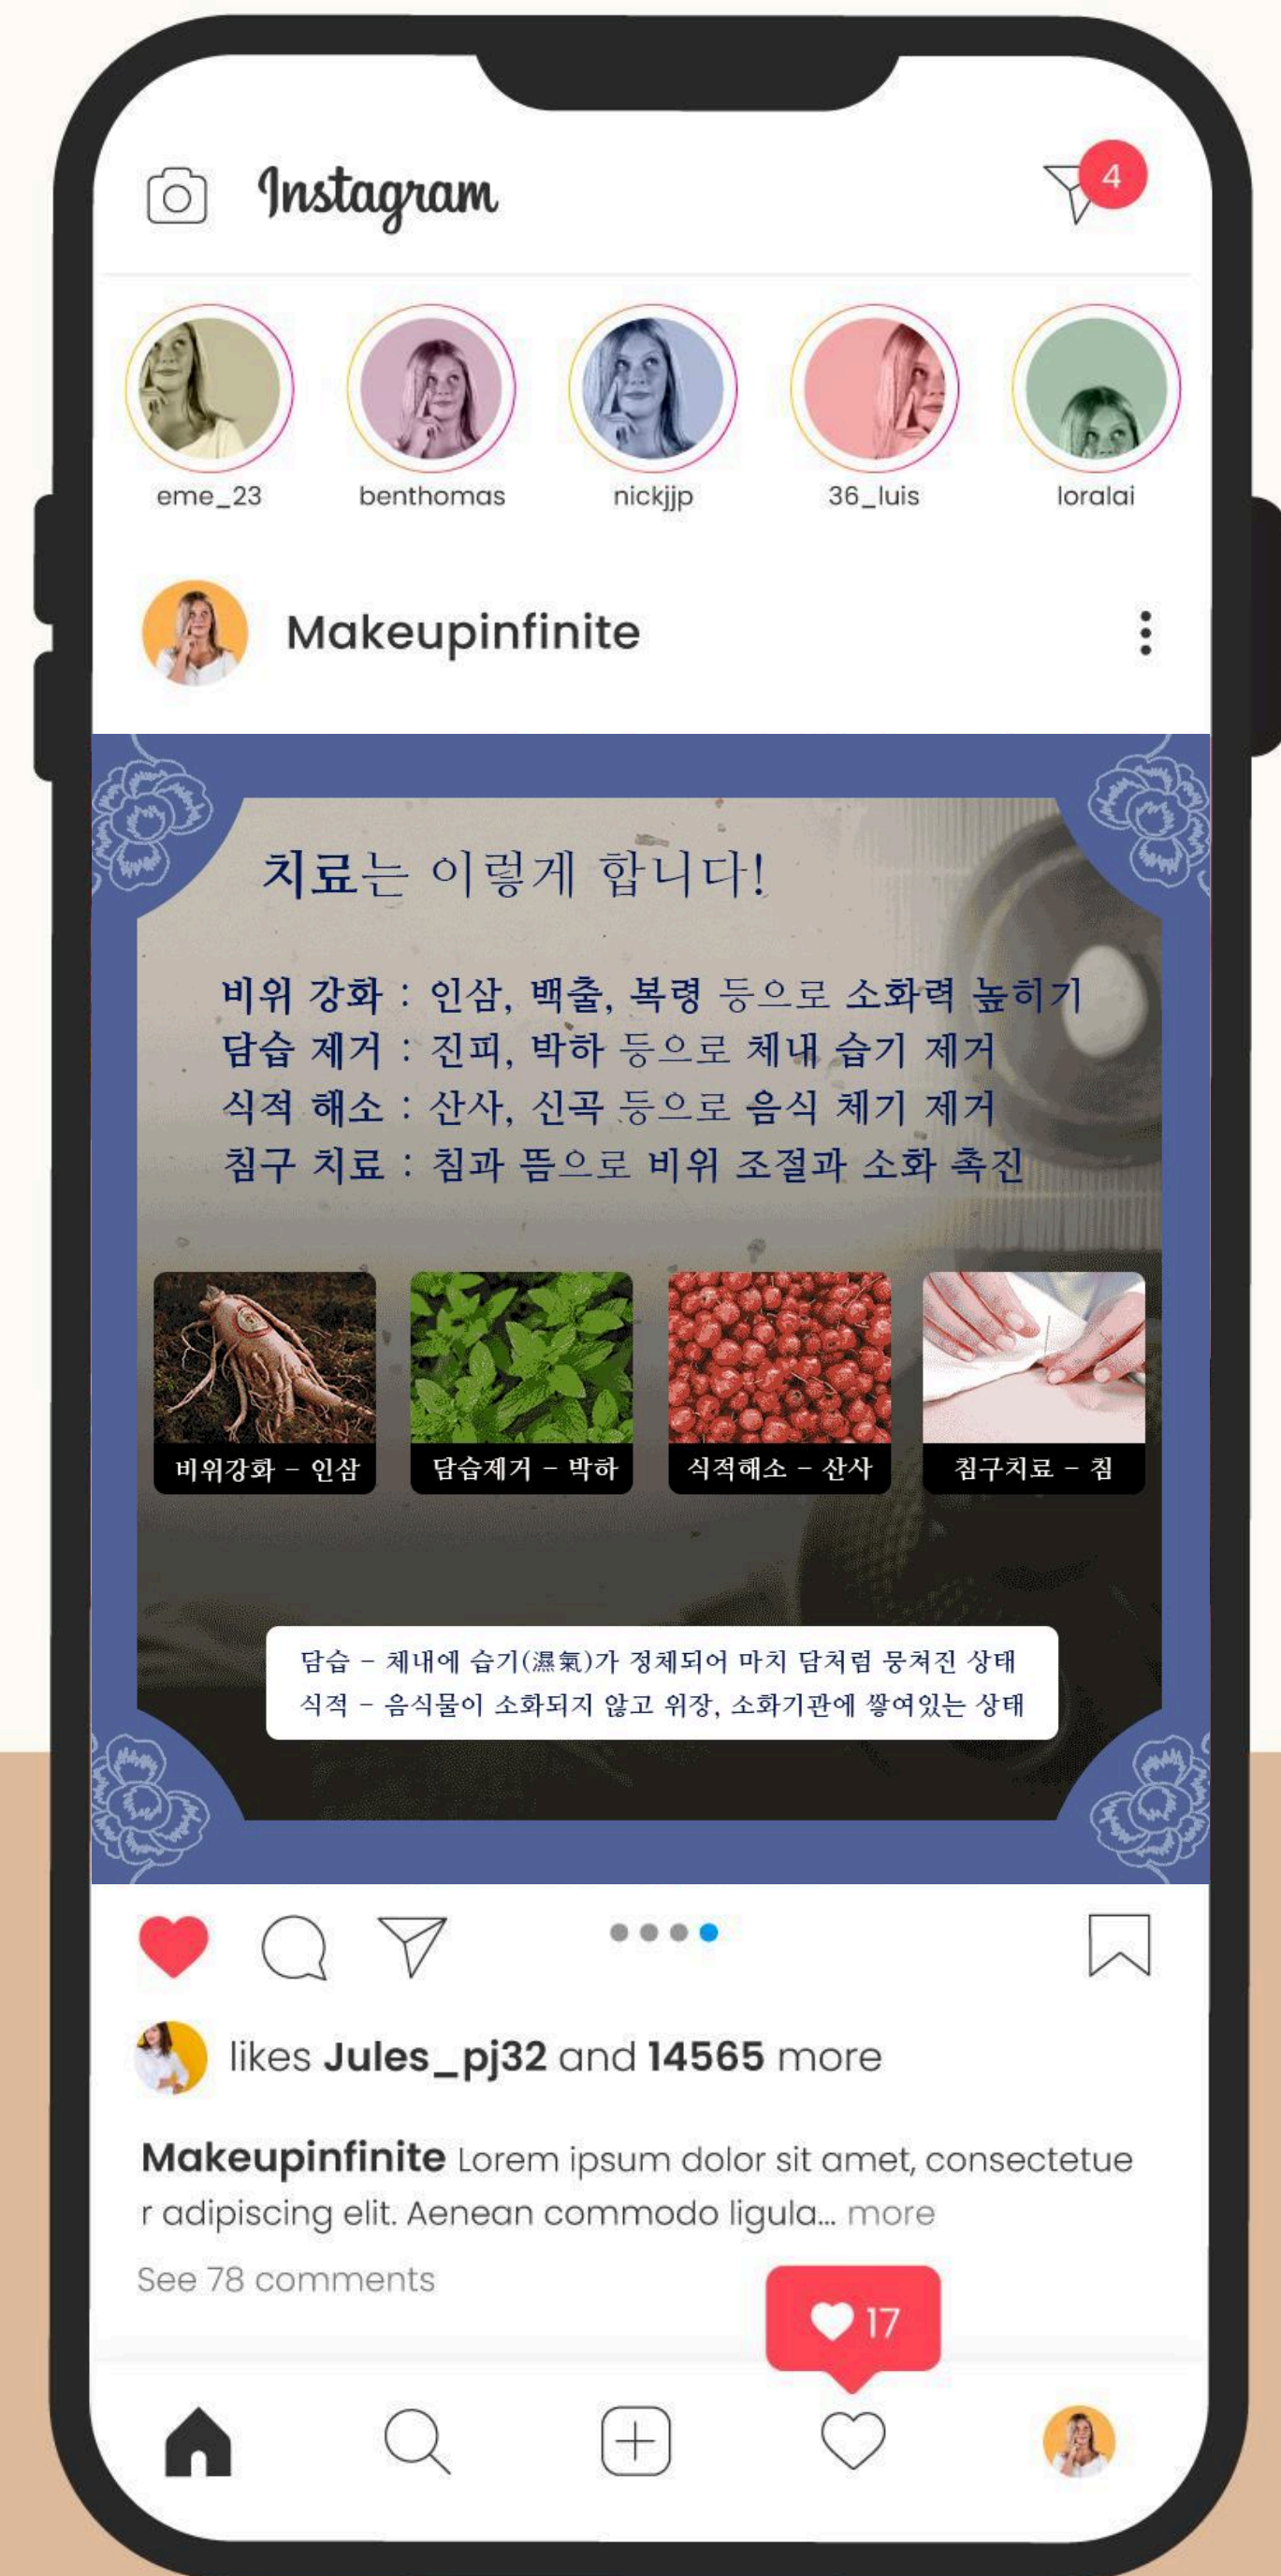 Instagram
4
eme_23
benthomas
nickjjp
36_luis
loralai
Makeupinfinite
치료는 이렇게 합니다!
비위 강화 : 인삼, 백출, 복령 등으로 소화력 높히기
담습 제거 : 진피, 박하 등으로 체내 습기 제거
식적 해소 : 산사, 신곡 등으로 음식 체기 제거
침구 치료 : 침과 뜸으로 비위 조절과 소화 촉진
비위강화 - 인삼
담습제거 - 박하
식적해소 - 산사
침구치료 - 침
담습 - 체내에 습기(濕氣)가 정체되어 마치 담처럼 뭉쳐진 상태
식적 - 음식물이 소화되지 않고 위장, 소화기관에 쌓여있는 상태
likes Jules_pj32 and 14565 more
Makeupinfinite Lorem ipsum dolor sit amet, consectetue
r adipiscing elit. Aenean commodo ligula... more
See 78 comments
17